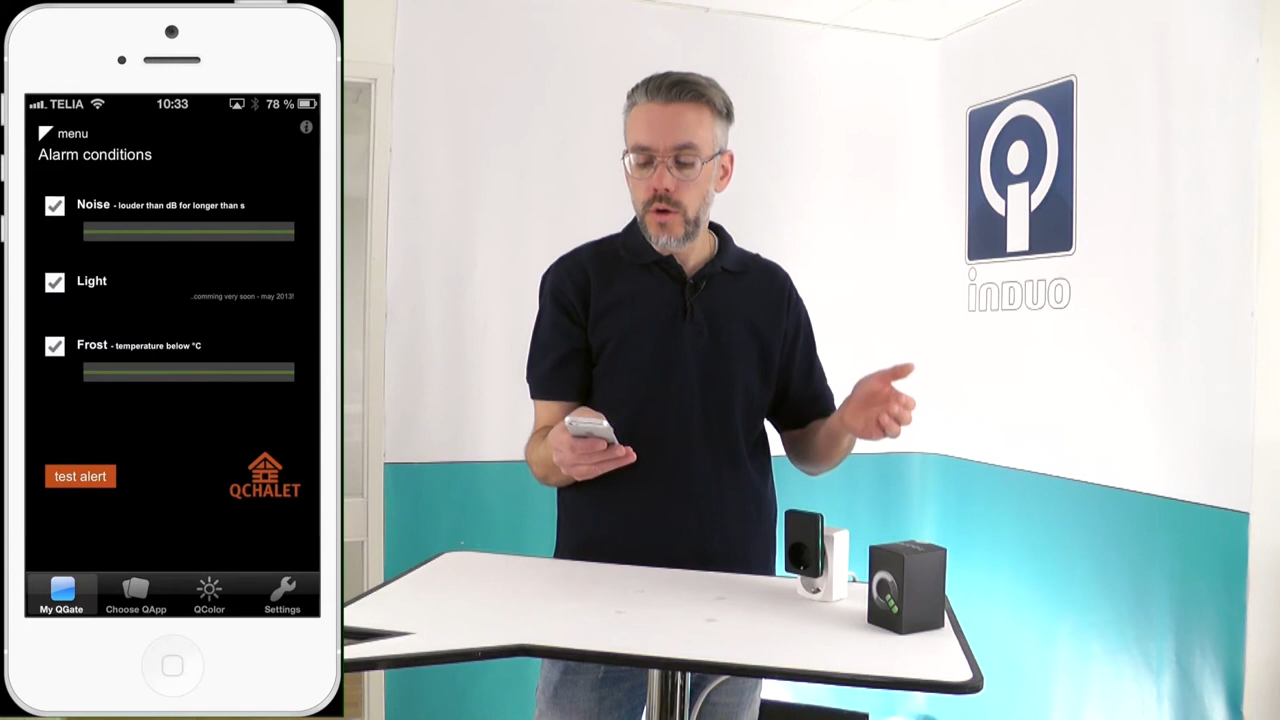 TELIA 10:33 78 %
menu
Alarm conditions
Noise - louder than dB for longer than s
Light
..comming very soon - may 2013!
Frost - temperature below °C
test alert
QCHALET
My QGate Choose QApp QColor Settings
INDUO